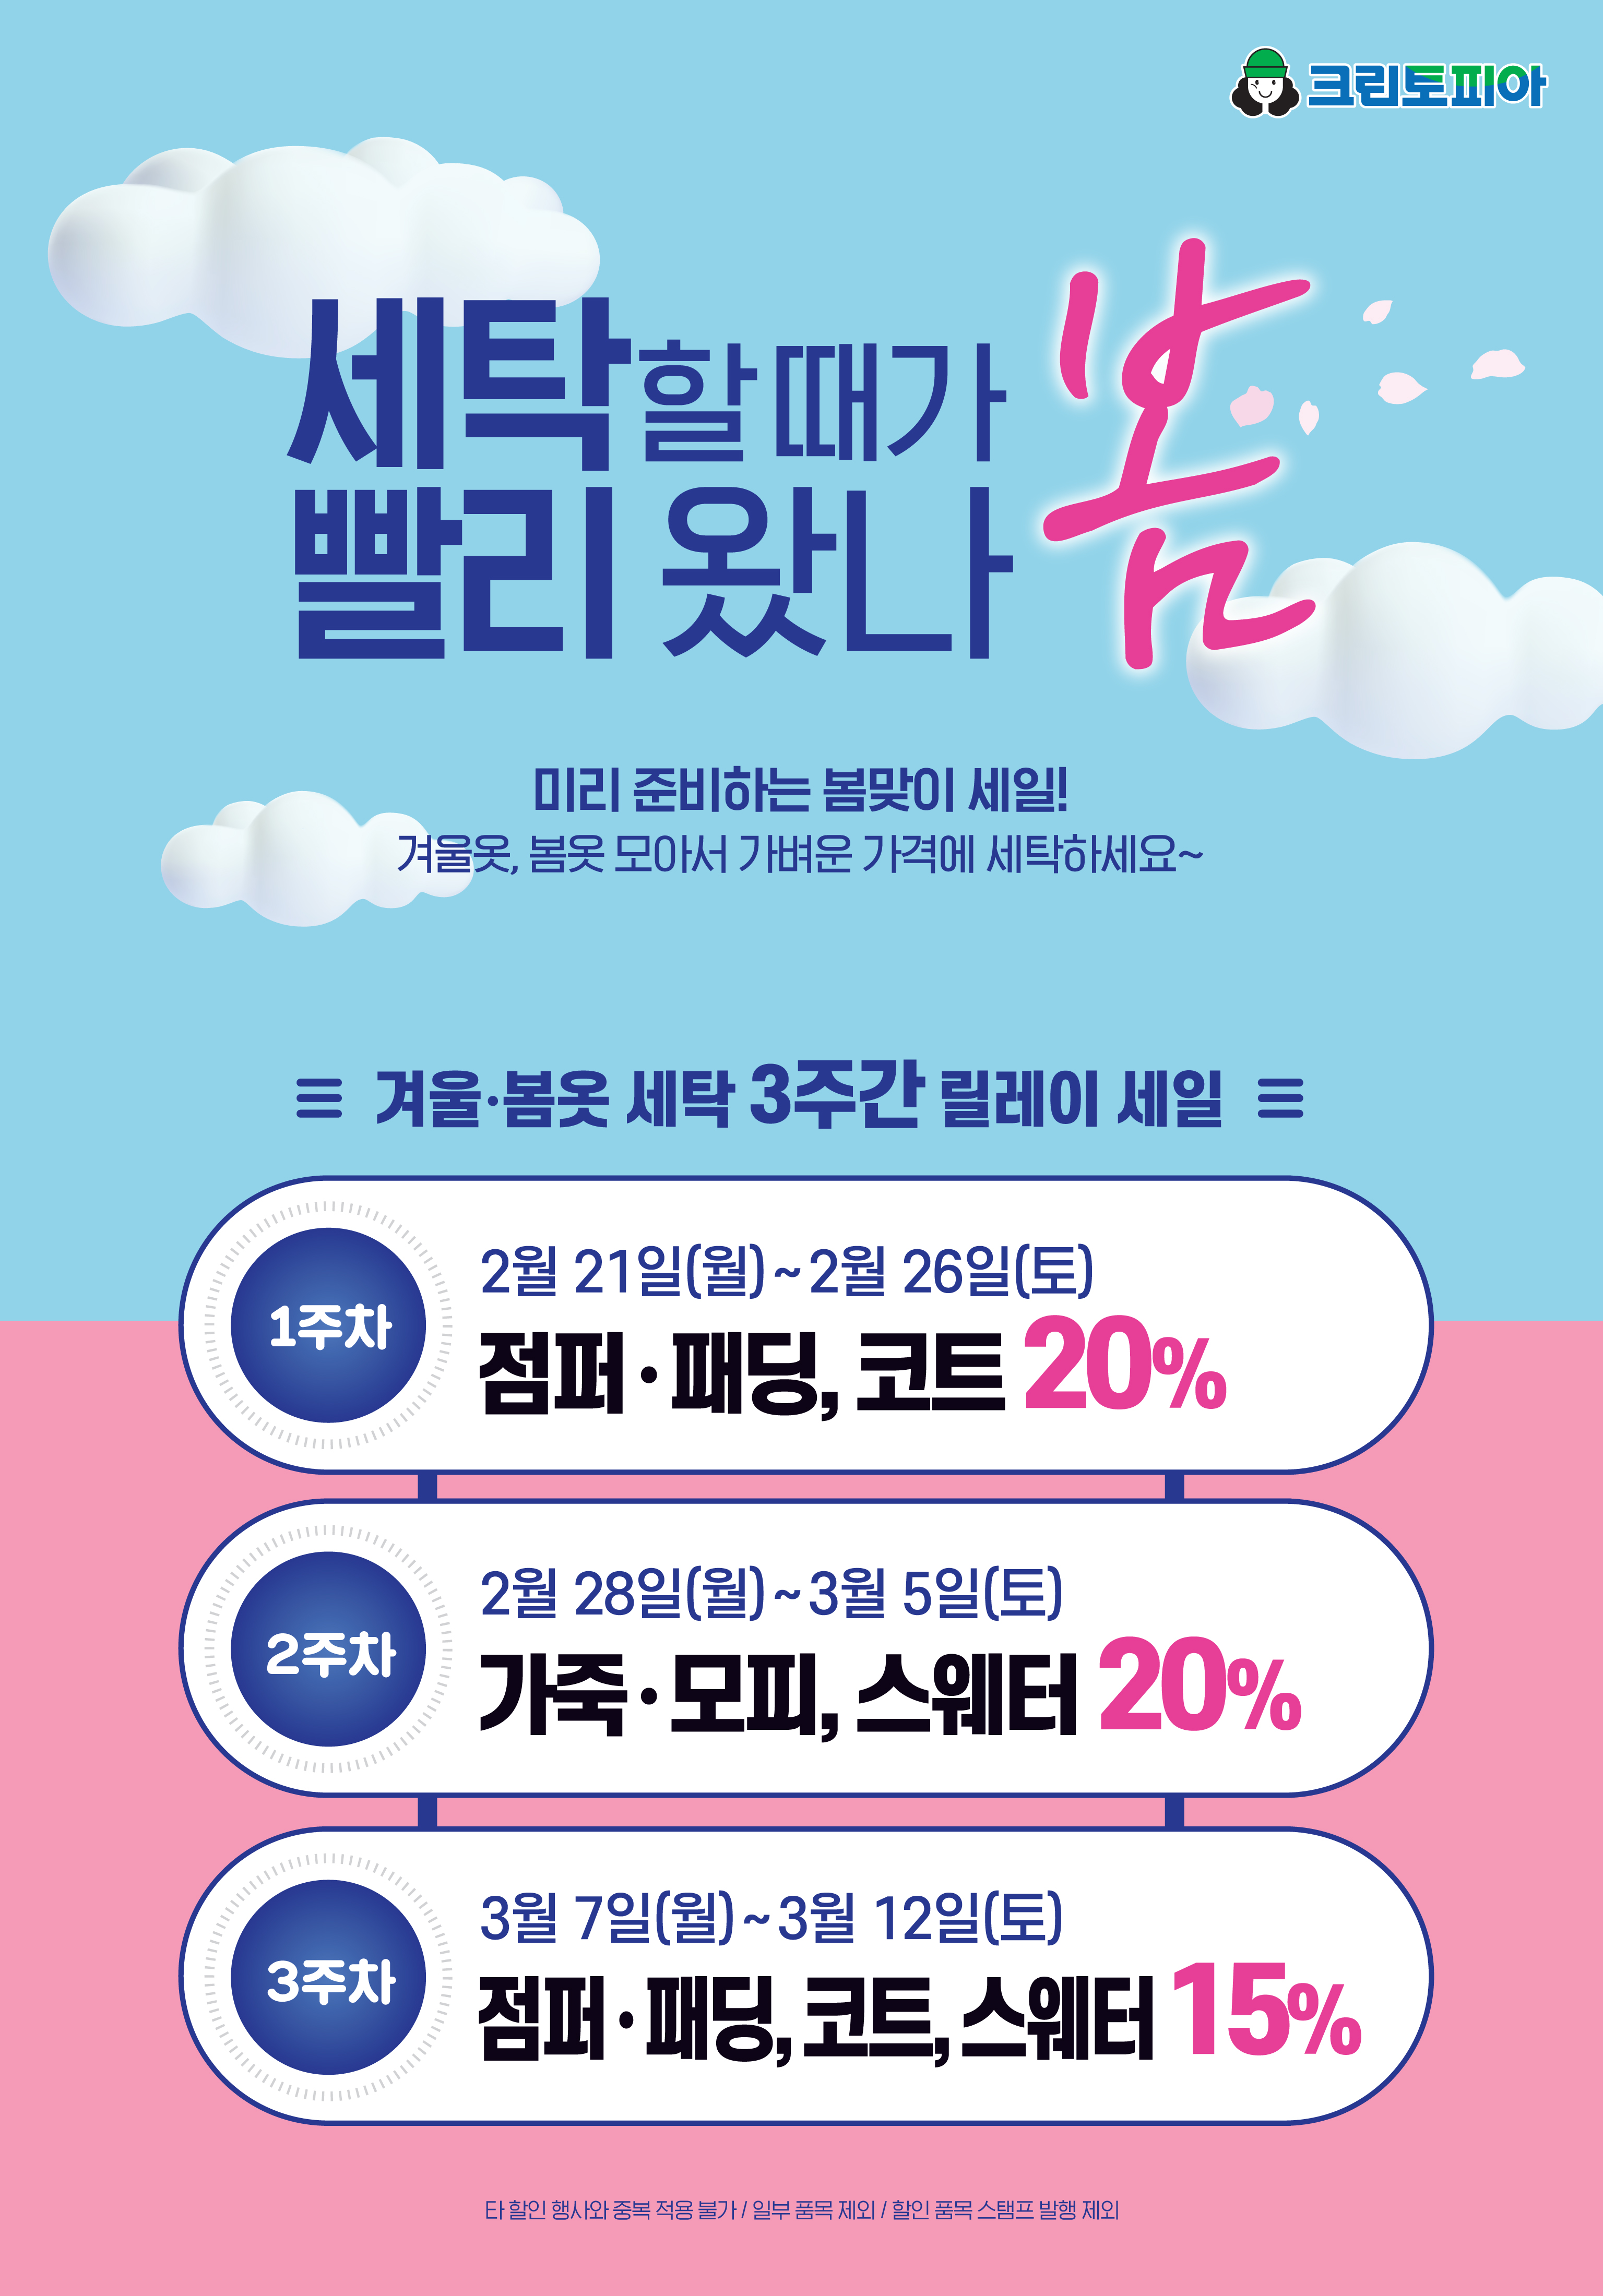 크린토피아
세탁할 때가
빨리 왔나
봄
미리 준비하는 봄맞이 세일!
겨울옷, 봄옷 모아서 가벼운 가격에 세탁하세요~
겨울·봄옷 세탁 3주간 릴레이 세일
1주차
2월 21일(월)~2월 26일(토)
점퍼·패딩, 코트 20%
2주차
2월 28일(월)~3월 5일(토)
가죽·모피, 스웨터 20%
3주차
3월 7일(월)~3월 12일(토)
점퍼·패딩, 코트, 스웨터 15%
타 할인 행사와 중복 적용 불가 / 일부 품목 제외 / 할인 품목 스탬프 발행 제외